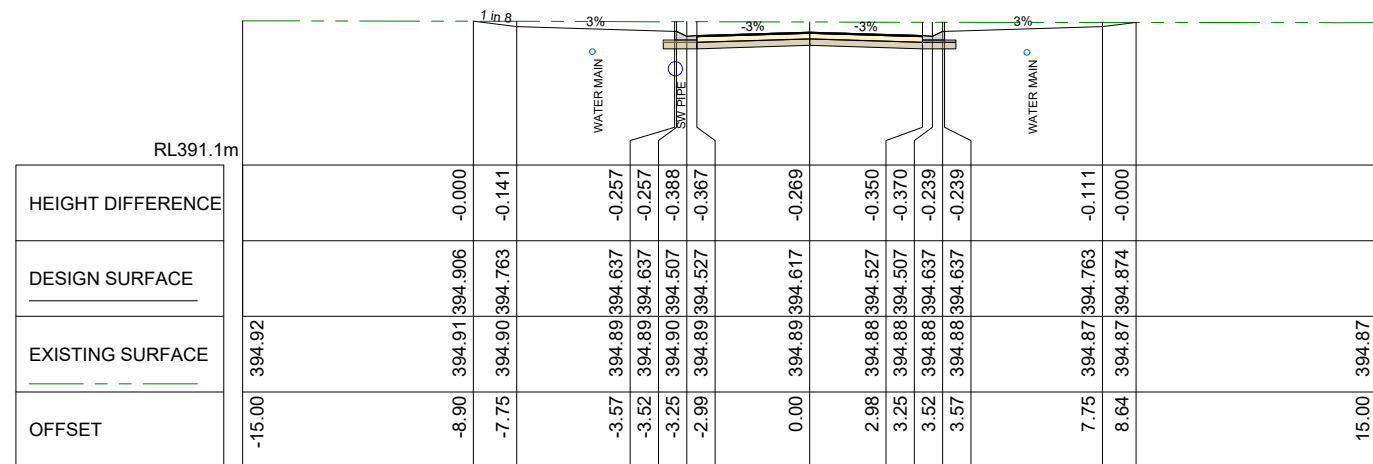 1 in 8
3%
-3%
-3%
3%
WATER MAIN
SW PIPE
WATER MAIN
RL391.1m
HEIGHT DIFFERENCE -0.000 -0.141 -0.257 -0.257 -0.388 -0.367 -0.269 -0.350 -0.370 -0.239 -0.239 -0.111 -0.000
DESIGN SURFACE 394.906 394.763 394.637 394.637 394.507 394.527 394.617 394.527 394.507 394.637 394.637 394.763 394.874
EXISTING SURFACE 394.92 394.91 394.90 394.89 394.89 394.90 394.89 394.89 394.88 394.88 394.88 394.88 394.87 394.87 394.87
OFFSET -15.00 -8.90 -7.75 -3.57 -3.52 -3.25 -2.99 0.00 2.98 3.25 3.52 3.57 7.75 8.64 15.00